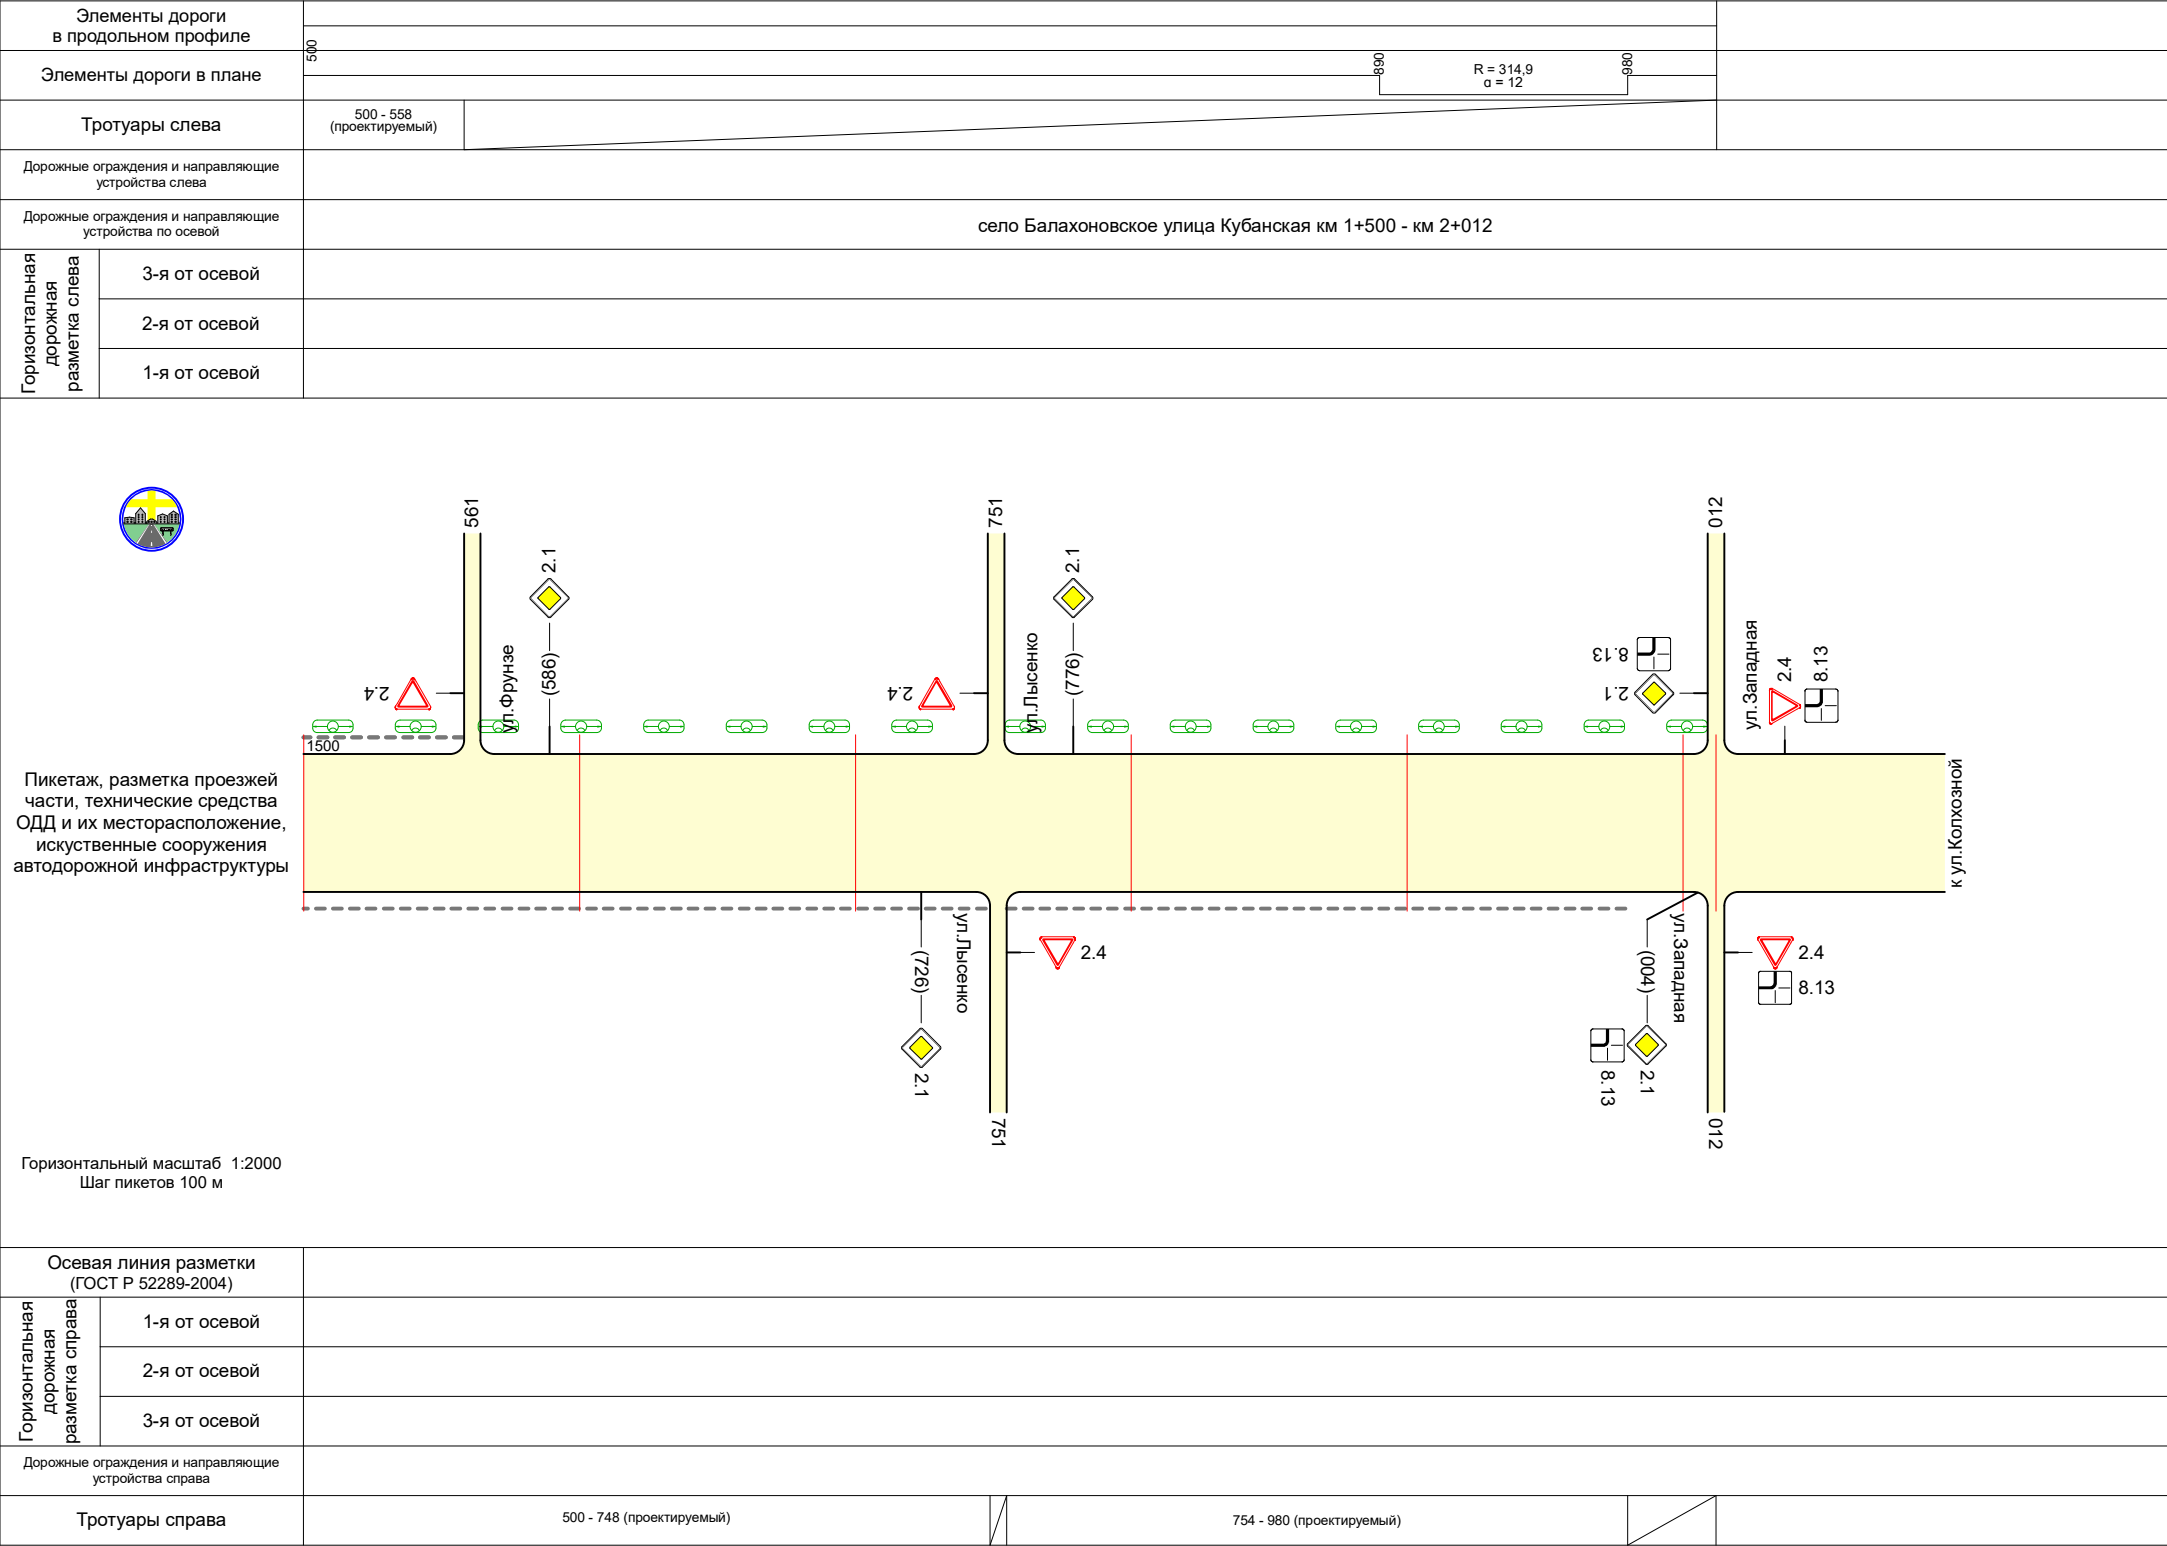 Элементы дороги
в продольном профиле
500
Элементы дороги в плане
890
R = 314,9
α = 12
980
Тротуары слева
500 - 558
(проектируемый)
Дорожные ограждения и направляющие
устройства слева
Дорожные ограждения и направляющие
устройства по осевой
село Балахоновское улица Кубанская км 1+500 - км 2+012
Горизонтальная
дорожная
разметка слева
3-я от осевой
2-я от осевой
1-я от осевой
561
751
012
2.1
2.1
ул.Фрунзе
(586)
ул.Лысенко
(776)
8.13
2.1
ул.Западная
2.4
8.13
2.4
2.4
1500
Пикетаж, разметка проезжей
части, технические средства
ОДД и их месторасположение,
искуственные сооружения
автодорожной инфраструктуры
к ул.Колхозной
(726)
ул.Лысенко
2.4
(004)
ул.Западная
2.4
8.13
2.1
8.13
2.1
751
012
Горизонтальный масштаб 1:2000
Шаг пикетов 100 м
Осевая линия разметки
(ГОСТ Р 52289-2004)
Горизонтальная
дорожная
разметка справа
1-я от осевой
2-я от осевой
3-я от осевой
Дорожные ограждения и направляющие
устройства справа
Тротуары справа
500 - 748 (проектируемый)
754 - 980 (проектируемый)